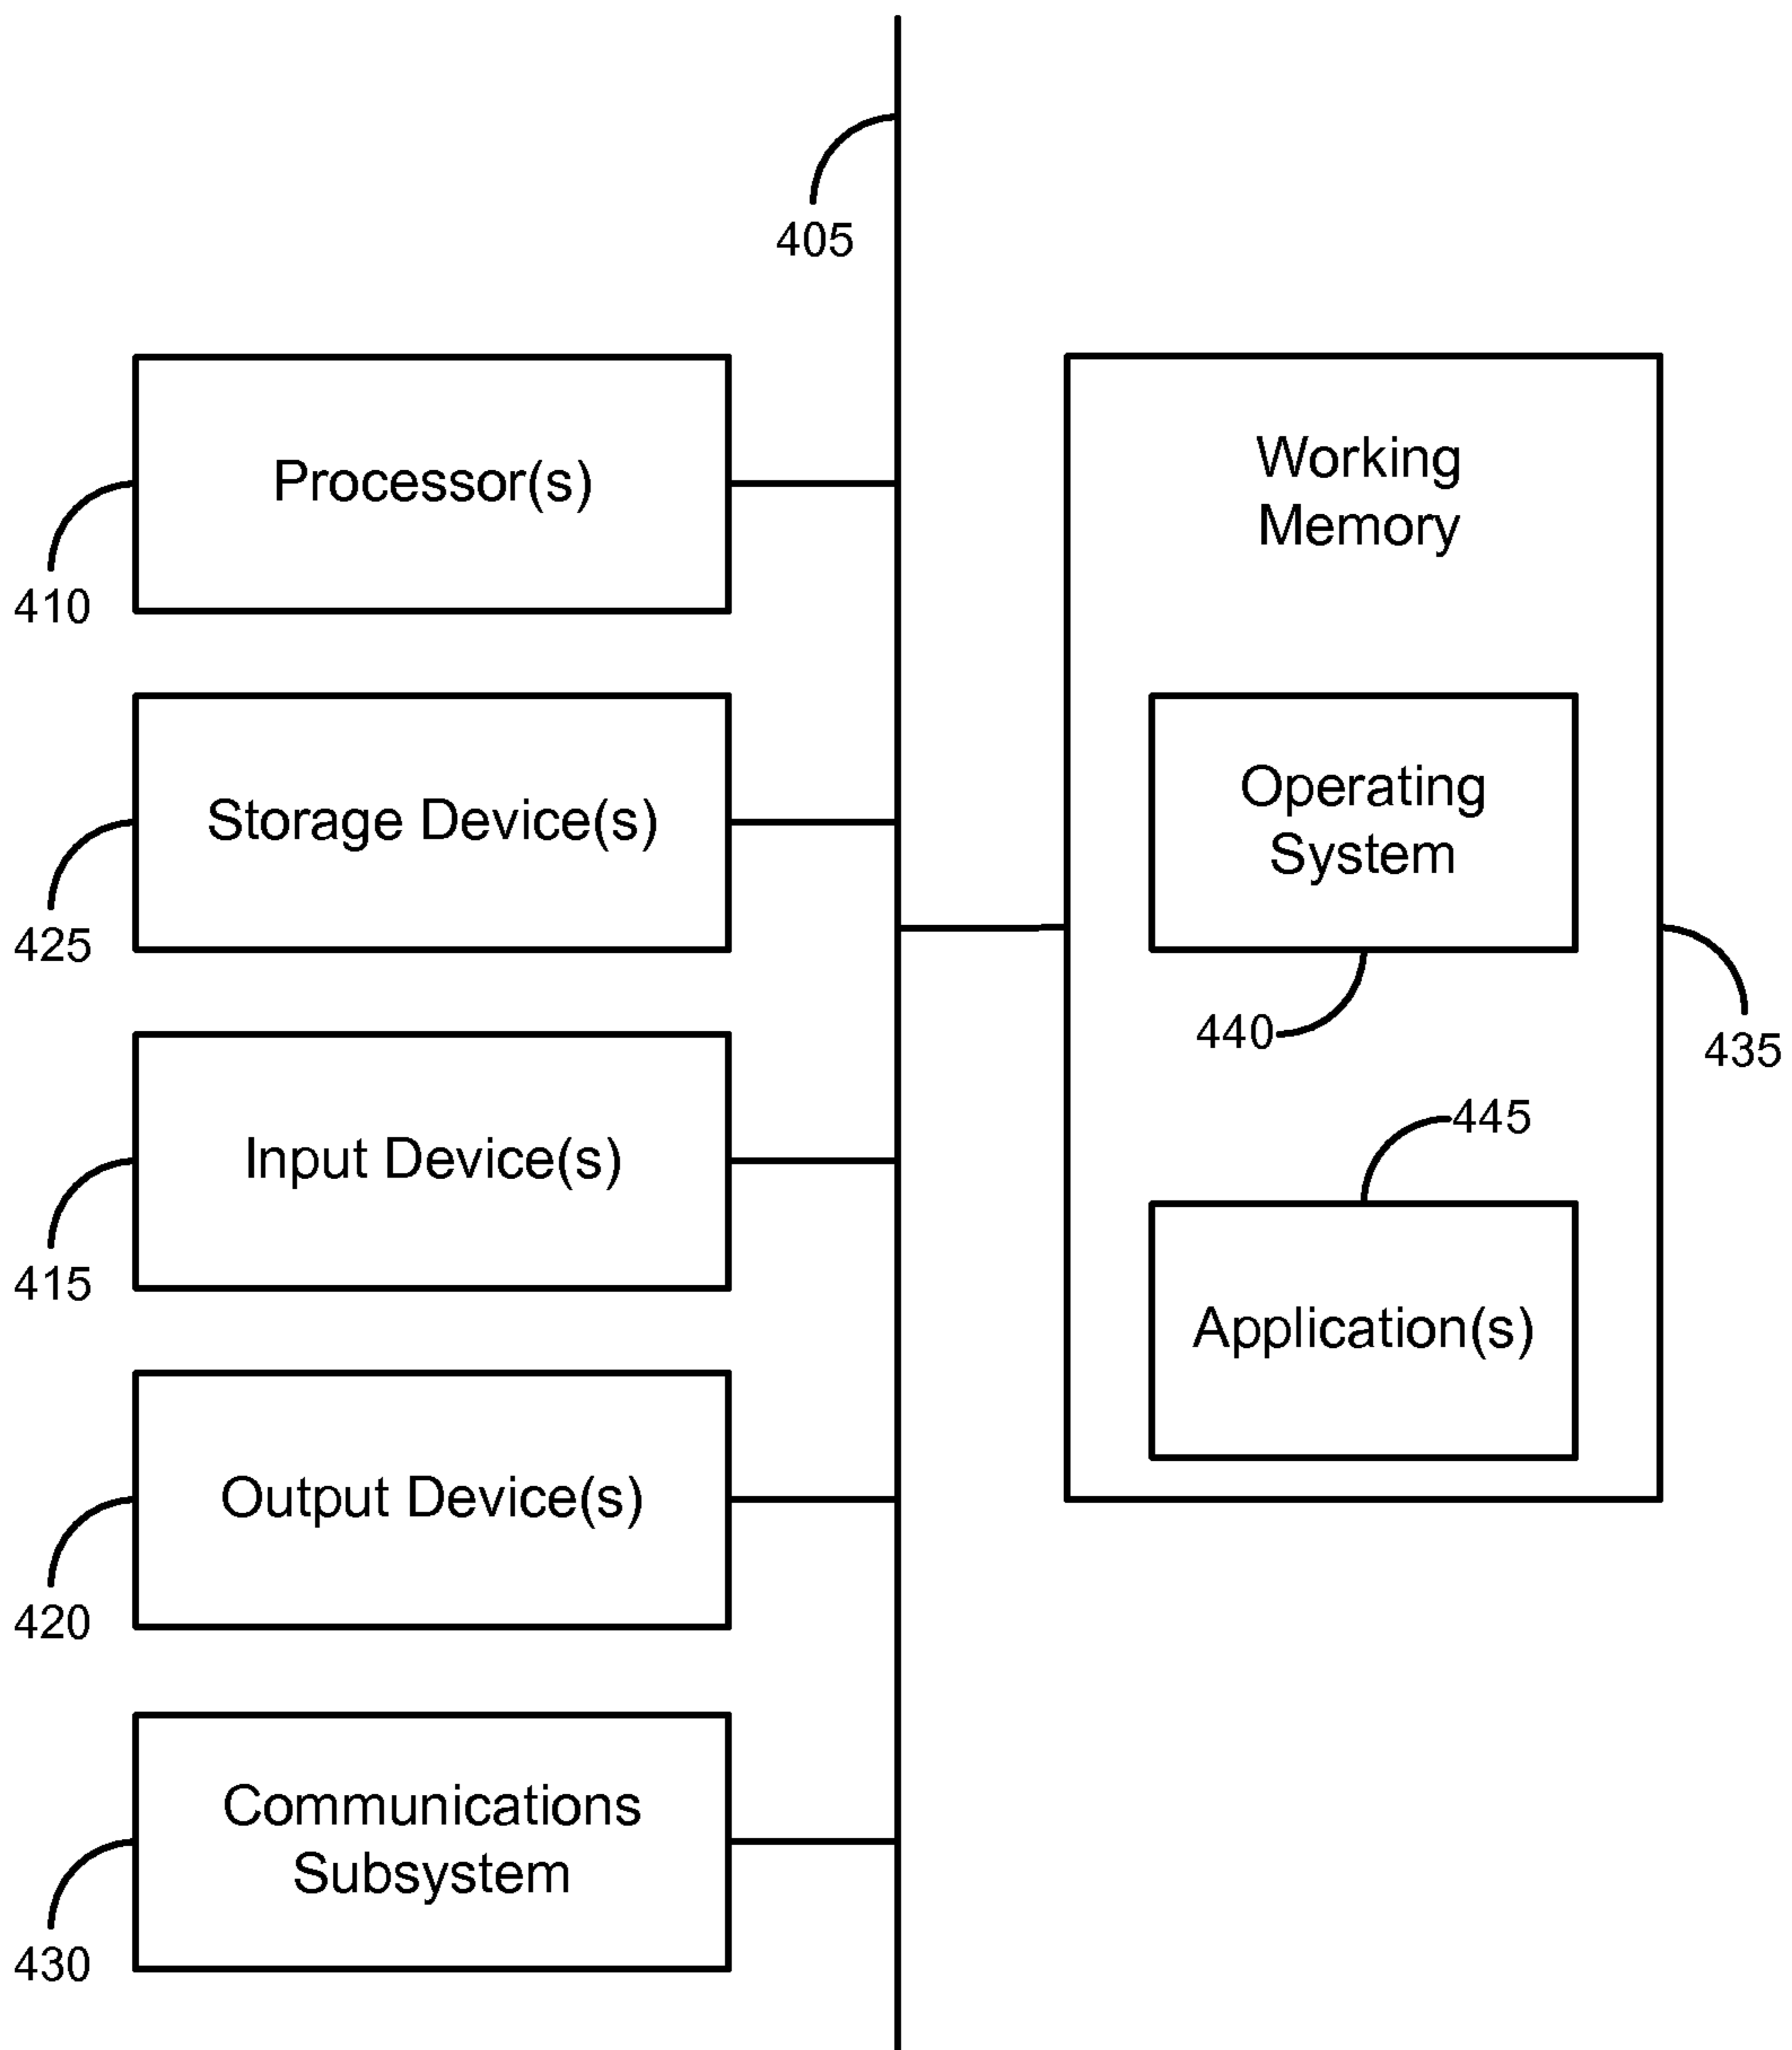 405
Processor(s)
410
Storage Device(s)
425
Input Device(s)
415
Output Device(s)
420
Communications
Subsystem
430
Working
Memory
Operating
System
440
435
445
Application(s)